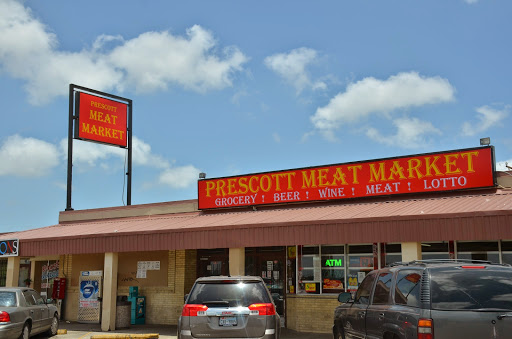 PRESCOTT
MEAT
MARKET
PRESCOTT MEAT MARKET
GROCERY ! BEER ! WINE ! MEAT ! LOTTO
ATM